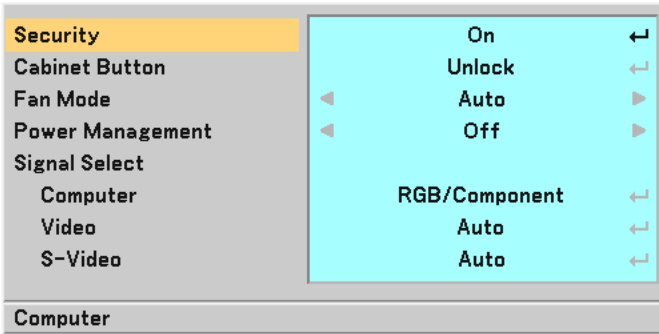 Security On
Cabinet Button Unlock
Fan Mode Auto
Power Management Off
Signal Select
Computer RGB/Component
Video Auto
S-Video Auto
Computer